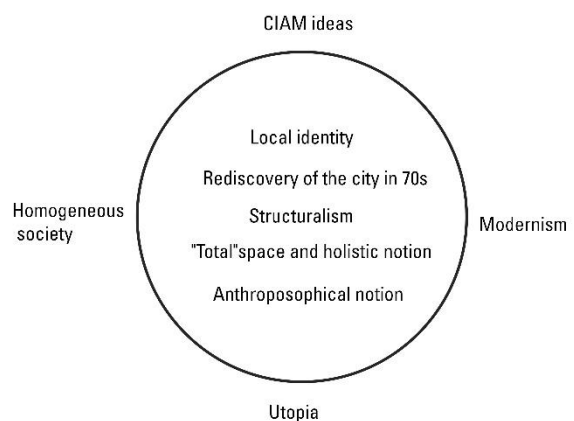 CIAM ideas
Local identity
Rediscovery of the city in 70s
Homogeneous
society
Structuralism
Modernism
"Total"space and holistic notion
Anthroposophical notion
Utopia